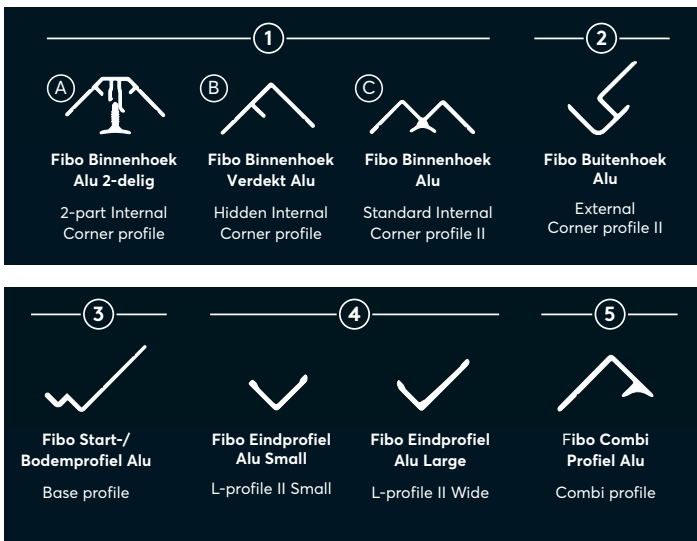 1
2
A
B
C
Fibo Binnenhoek
Alu 2-delig
2-part Internal
Corner profile
Fibo Binnenhoek
Verdekt Alu
Hidden Internal
Corner profile
Fibo Binnenhoek
Alu
Standard Internal
Corner profile II
Fibo Buitenhoek
Alu
External
Corner profile II
3
4
5
Fibo Start-/
Bodemprofiel Alu
Base profile
Fibo Eindprofiel
Alu Small
L-profile II Small
Fibo Eindprofiel
Alu Large
L-profile II Wide
Fibo Combi
Profiel Alu
Combi profile